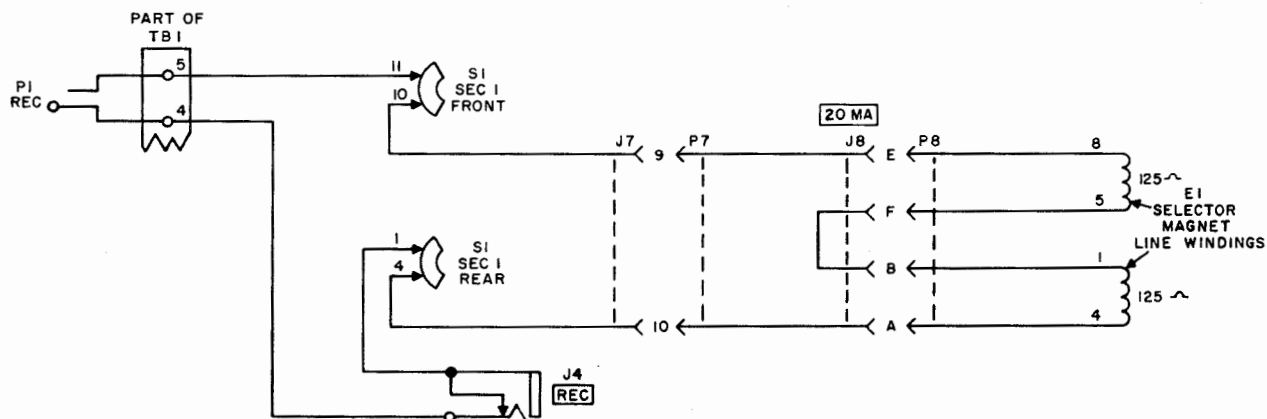 PART OF
TB1
5
P1
REC
4
11
10
S1
SEC 1
FRONT
20 MA
J7
9
P7
J8
E
P8
8
125
5
F
E1
SELECTOR
MAGNET
LINE WINDINGS
1
4
S1
SEC 1
REAR
B
1
125
10
A
4
J4
REC